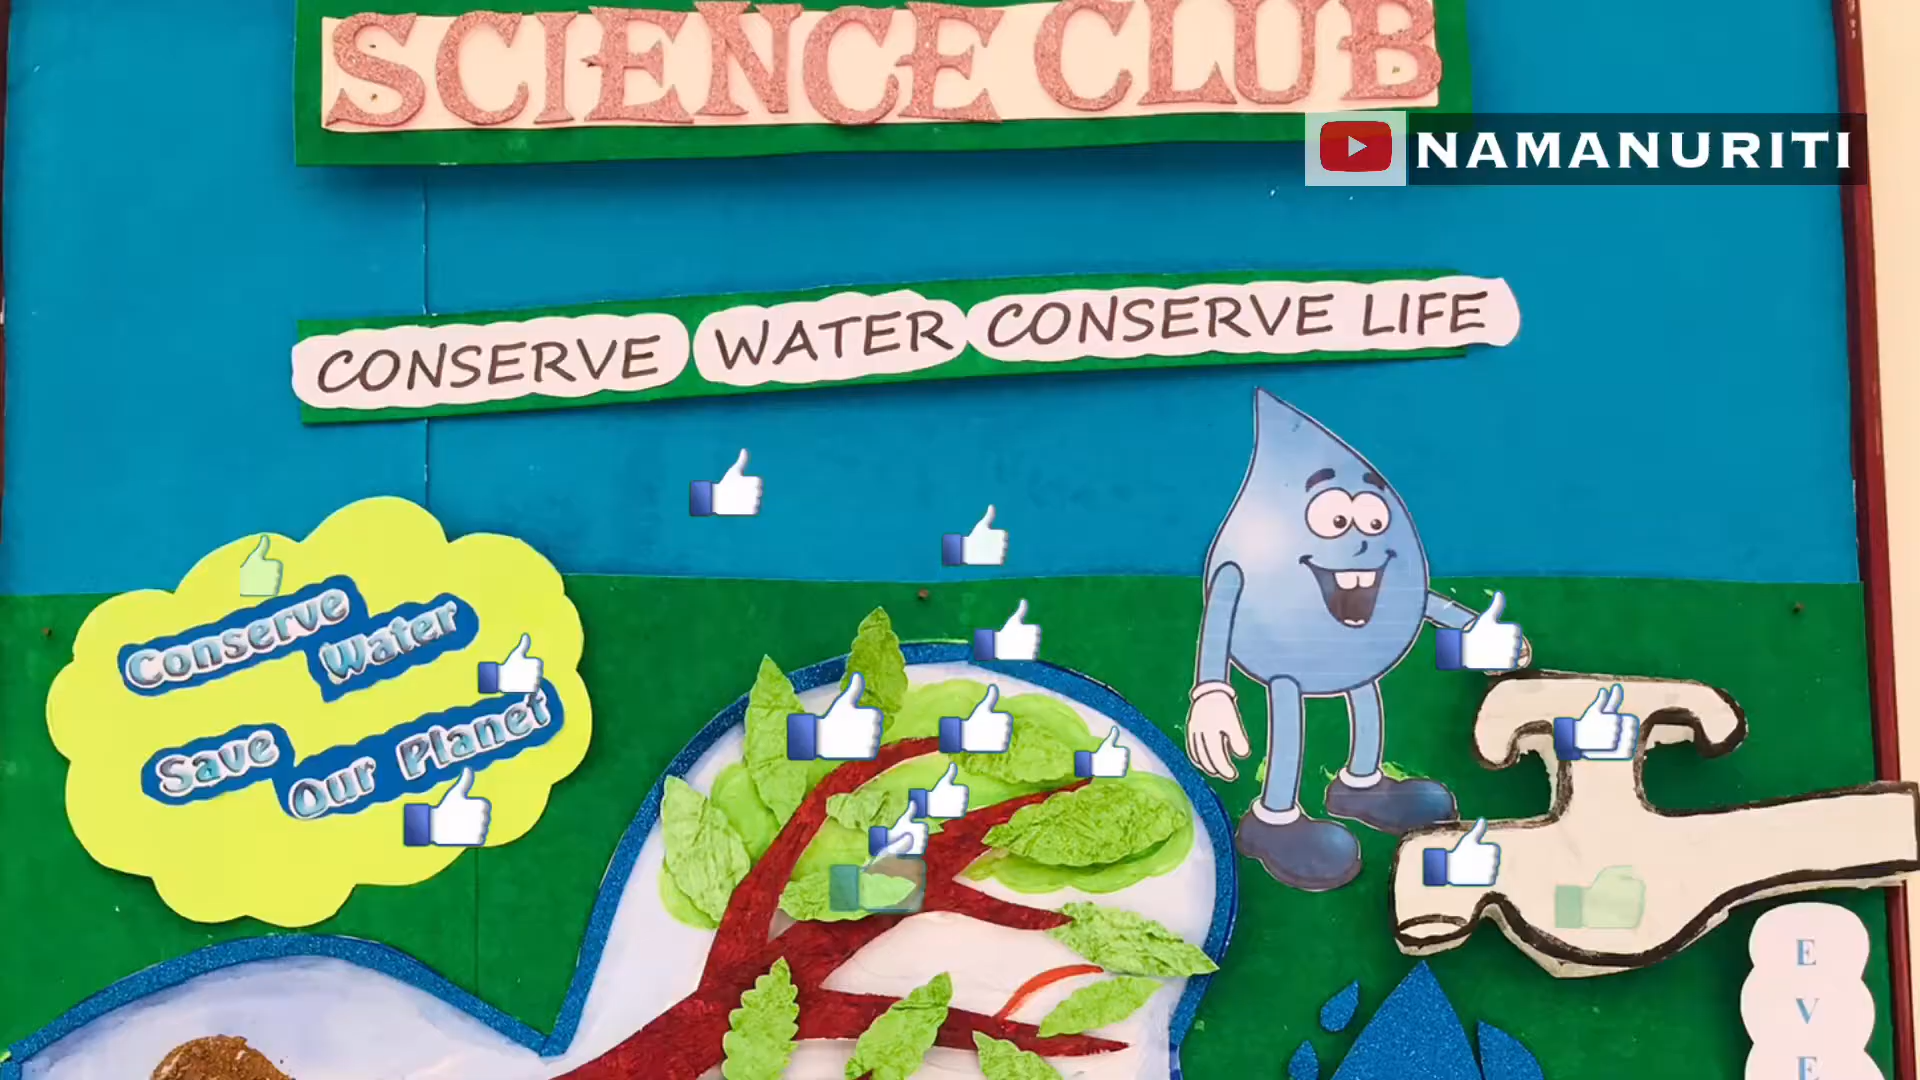 SCIENCE CLUB
NAMANURITI
CONSERVE WATER CONSERVE LIFE
Conserve
Water
Save
Our Planet
E
V
E